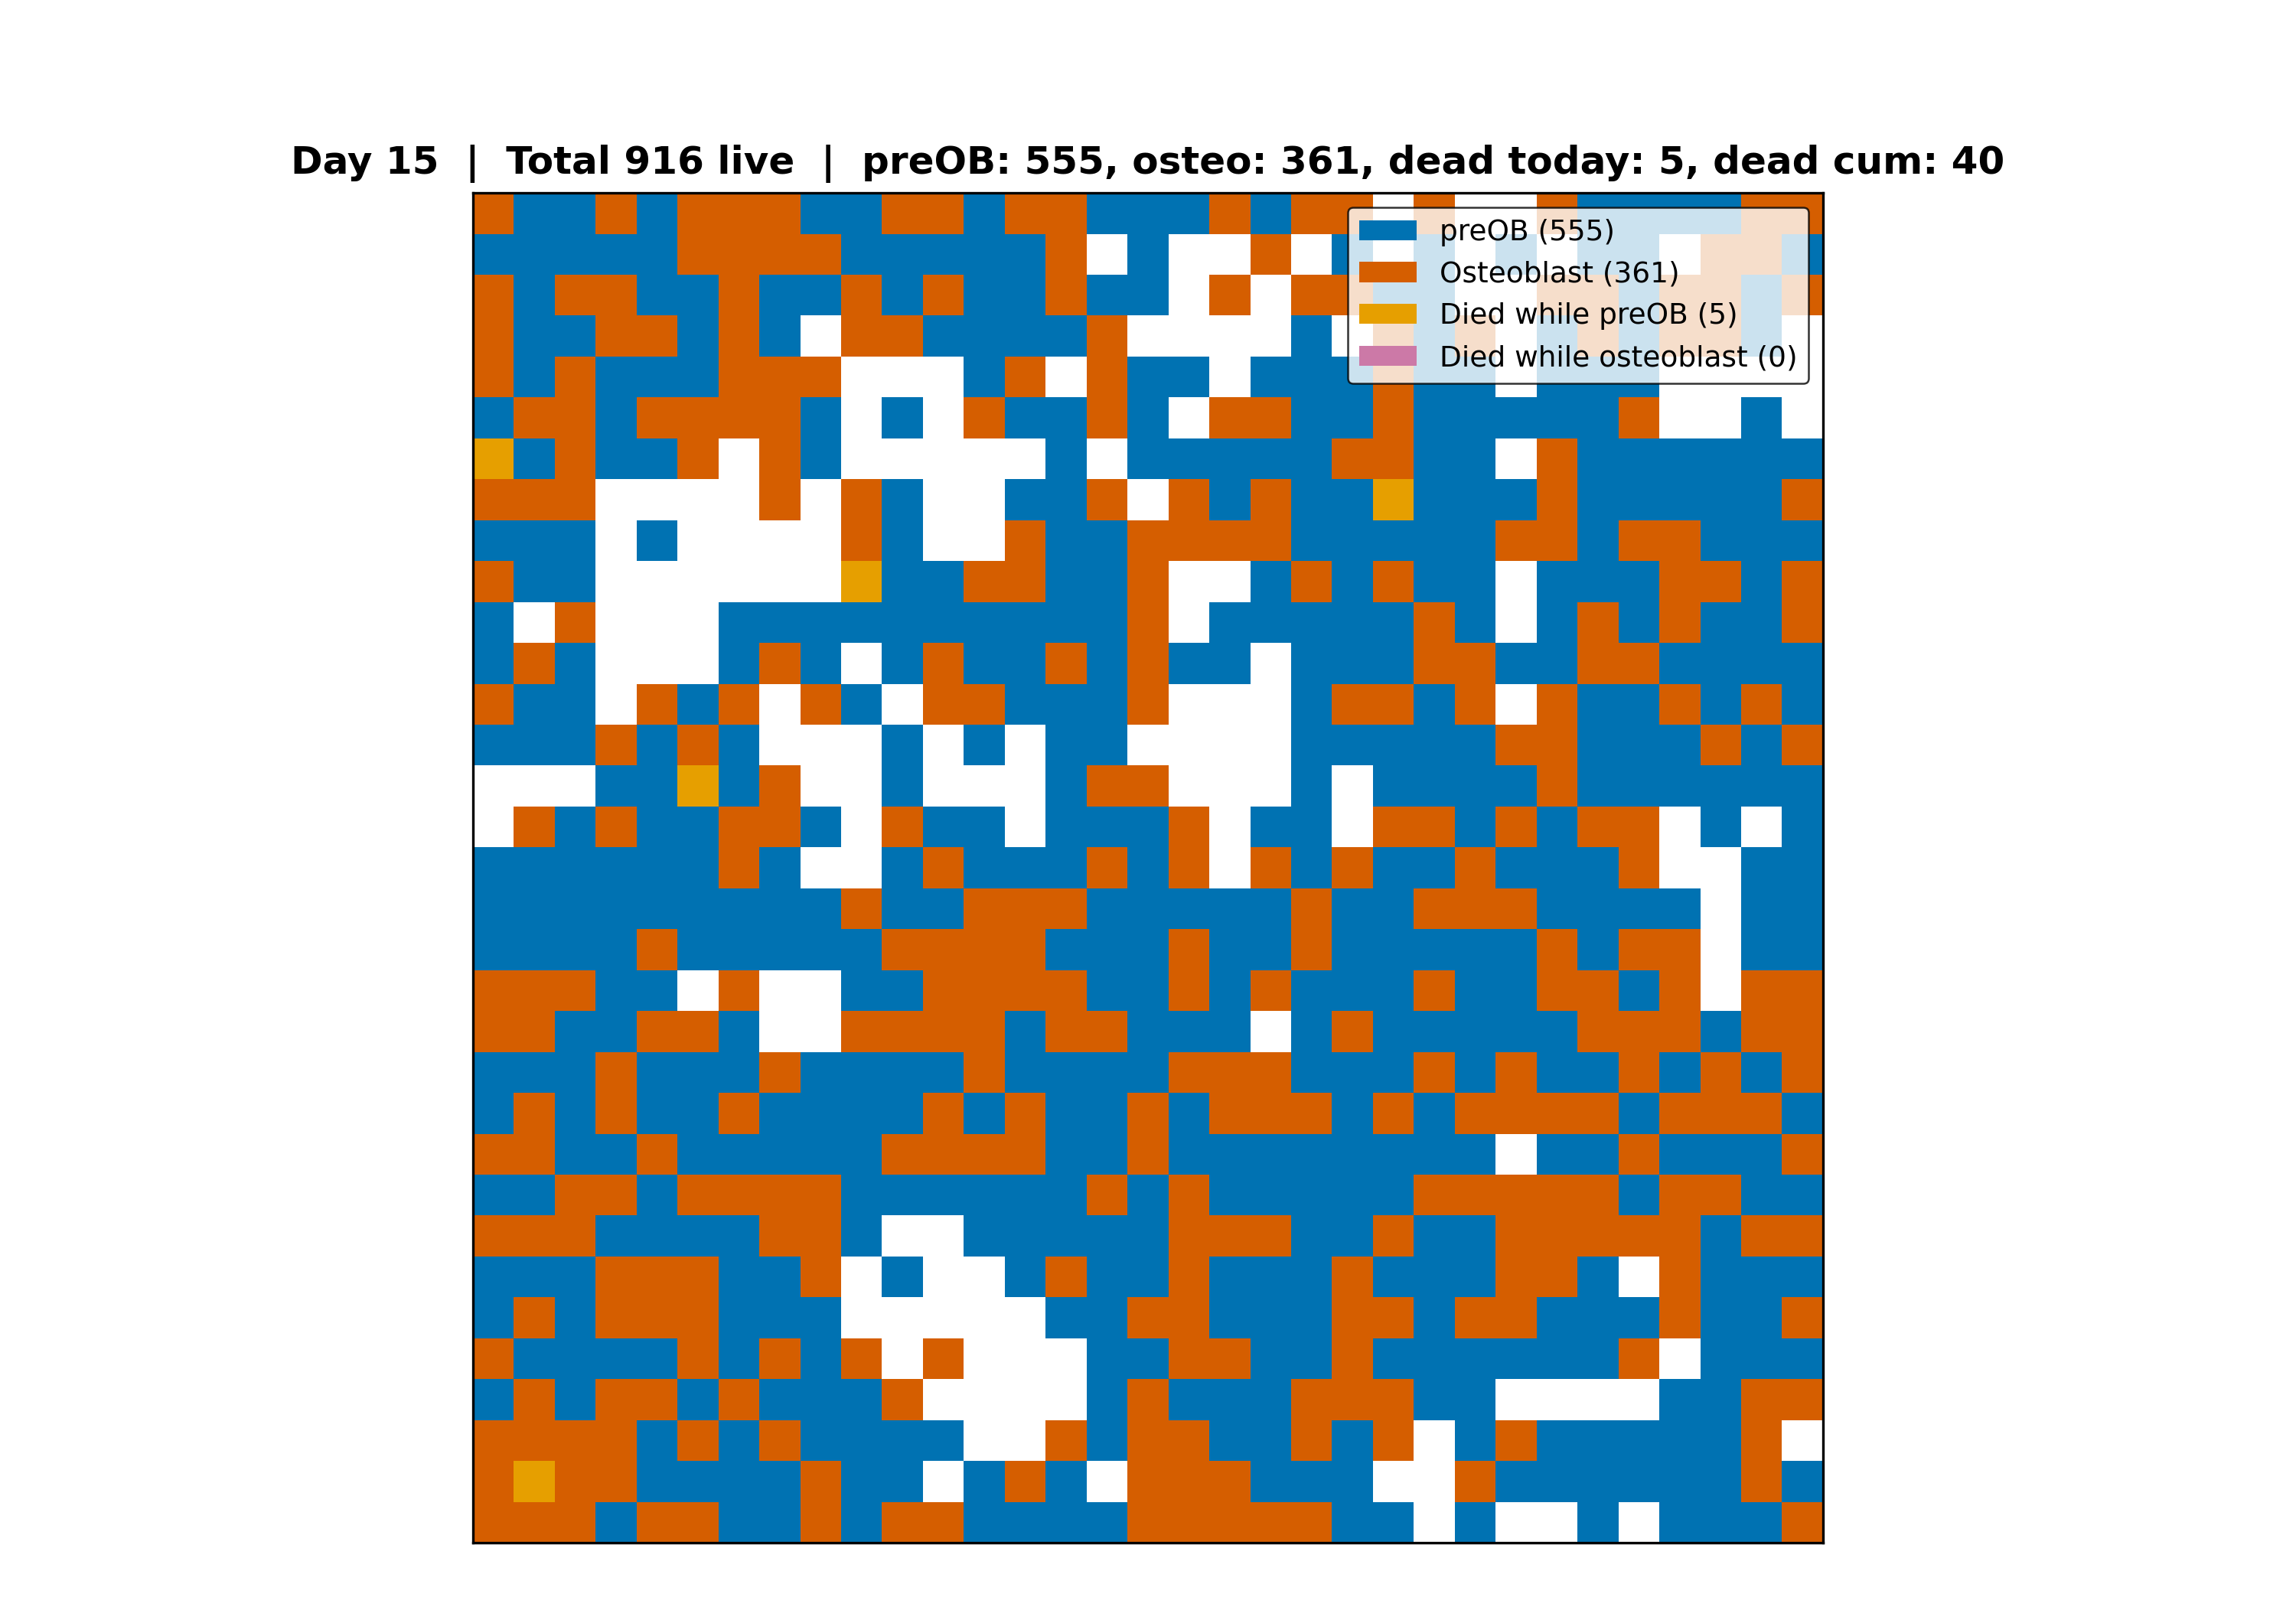 Day 15 | Total 916 live | preOB: 555, osteo: 361, dead today: 5, dead cum: 40
preOB (555)
Osteoblast (361)
Died while preOB (5)
Died while osteoblast (0)